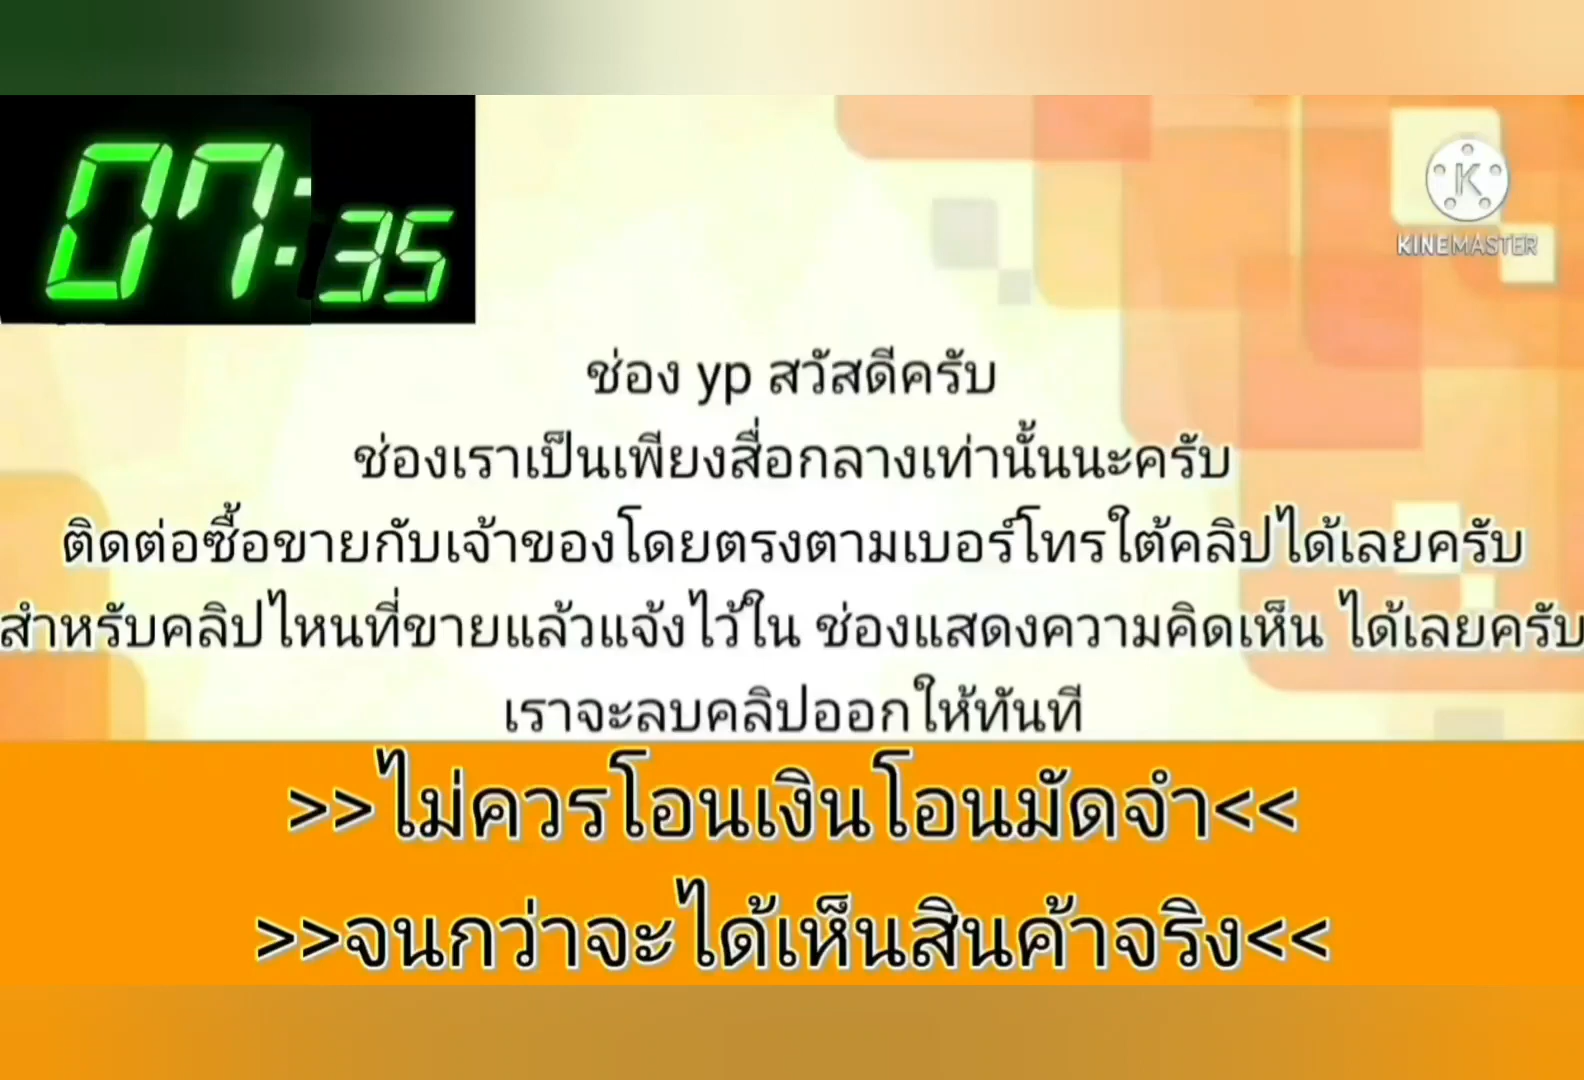 07:35
KINEMASTER
ช่อง yp สวัสดีครับ
ช่องเราเป็นเพียงสื่อกลางเท่านั้นนะครับ
ติดต่อซื้อขายกับเจ้าของโดยตรงตามเบอร์โทรใต้คลิปได้เลยครับ
สำหรับคลิปไหนที่ขายแล้วแจ้งไว้ใน ช่องแสดงความคิดเห็น ได้เลยครับ
เราจะลบคลิปออกให้ทันที
>>ไม่ควรโอนเงินโอนมัดจำ<<
>>จนกว่าจะได้เห็นสินค้าจริง<<